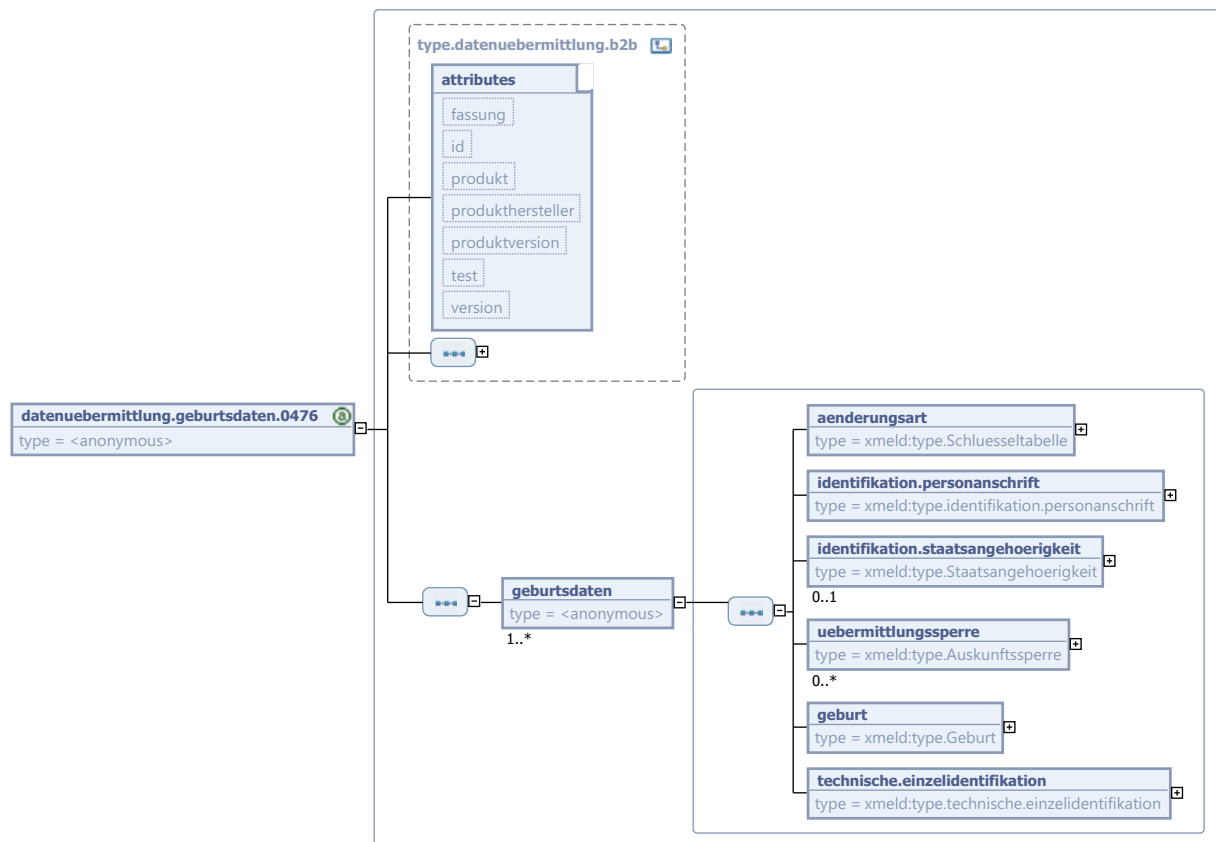 type.datenuebermittlung.b2b
attributes
fassung
id
produkt
produkthersteller
produktversion
test
version
datenuebermittlung.geburtsdaten.0476
type = <anonymous>
geburtsdaten
type = <anonymous>
1..*
aenderungsart
type = xmeld:type.Schluesseltabelle
identifikation.personanschrift
type = xmeld:type.identifikation.personanschrift
identifikation.staatsangehoerigkeit
type = xmeld:type.Staatsangehoerigkeit
0..1
uebermittlungssperre
type = xmeld:type.Auskunftssperre
0..*
geburt
type = xmeld:type.Geburt
technische.einzelidentifikation
type = xmeld:type.technische.einzelidentifikation